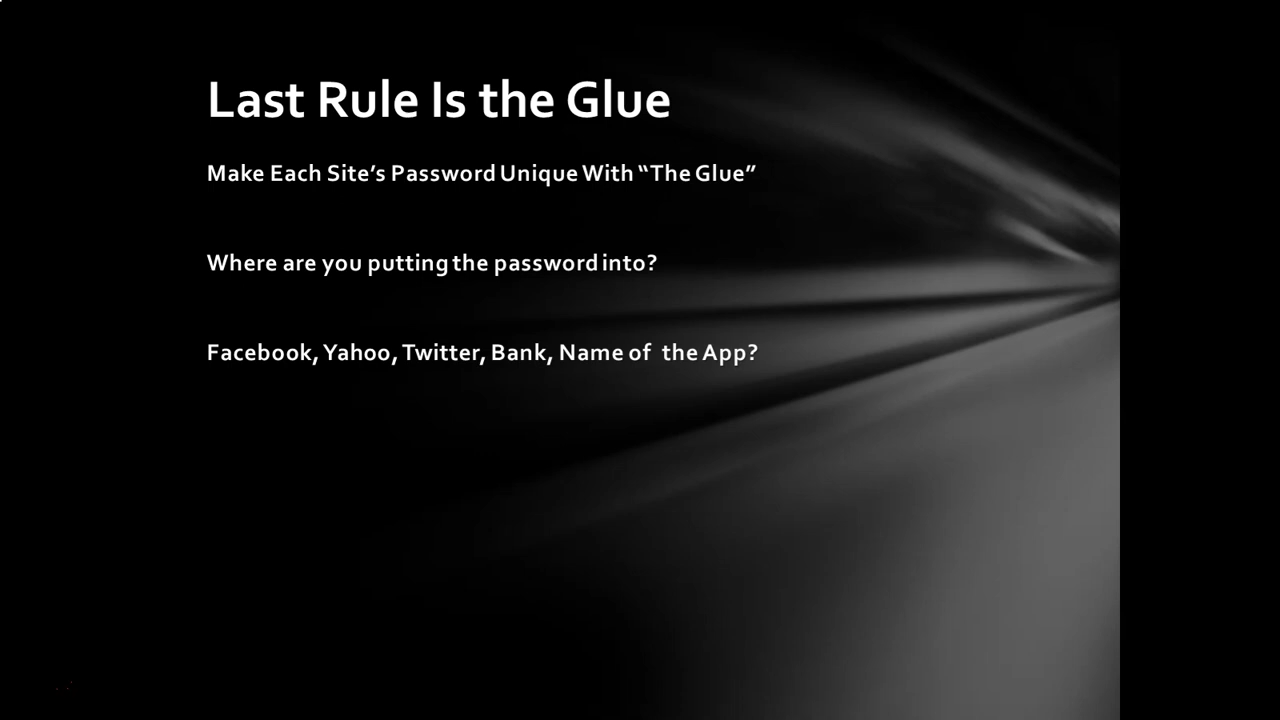 Last Rule Is the Glue
Make Each Site’s Password Unique With “The Glue”
Where are you putting the password into?
Facebook, Yahoo, Twitter, Bank, Name of  the App?